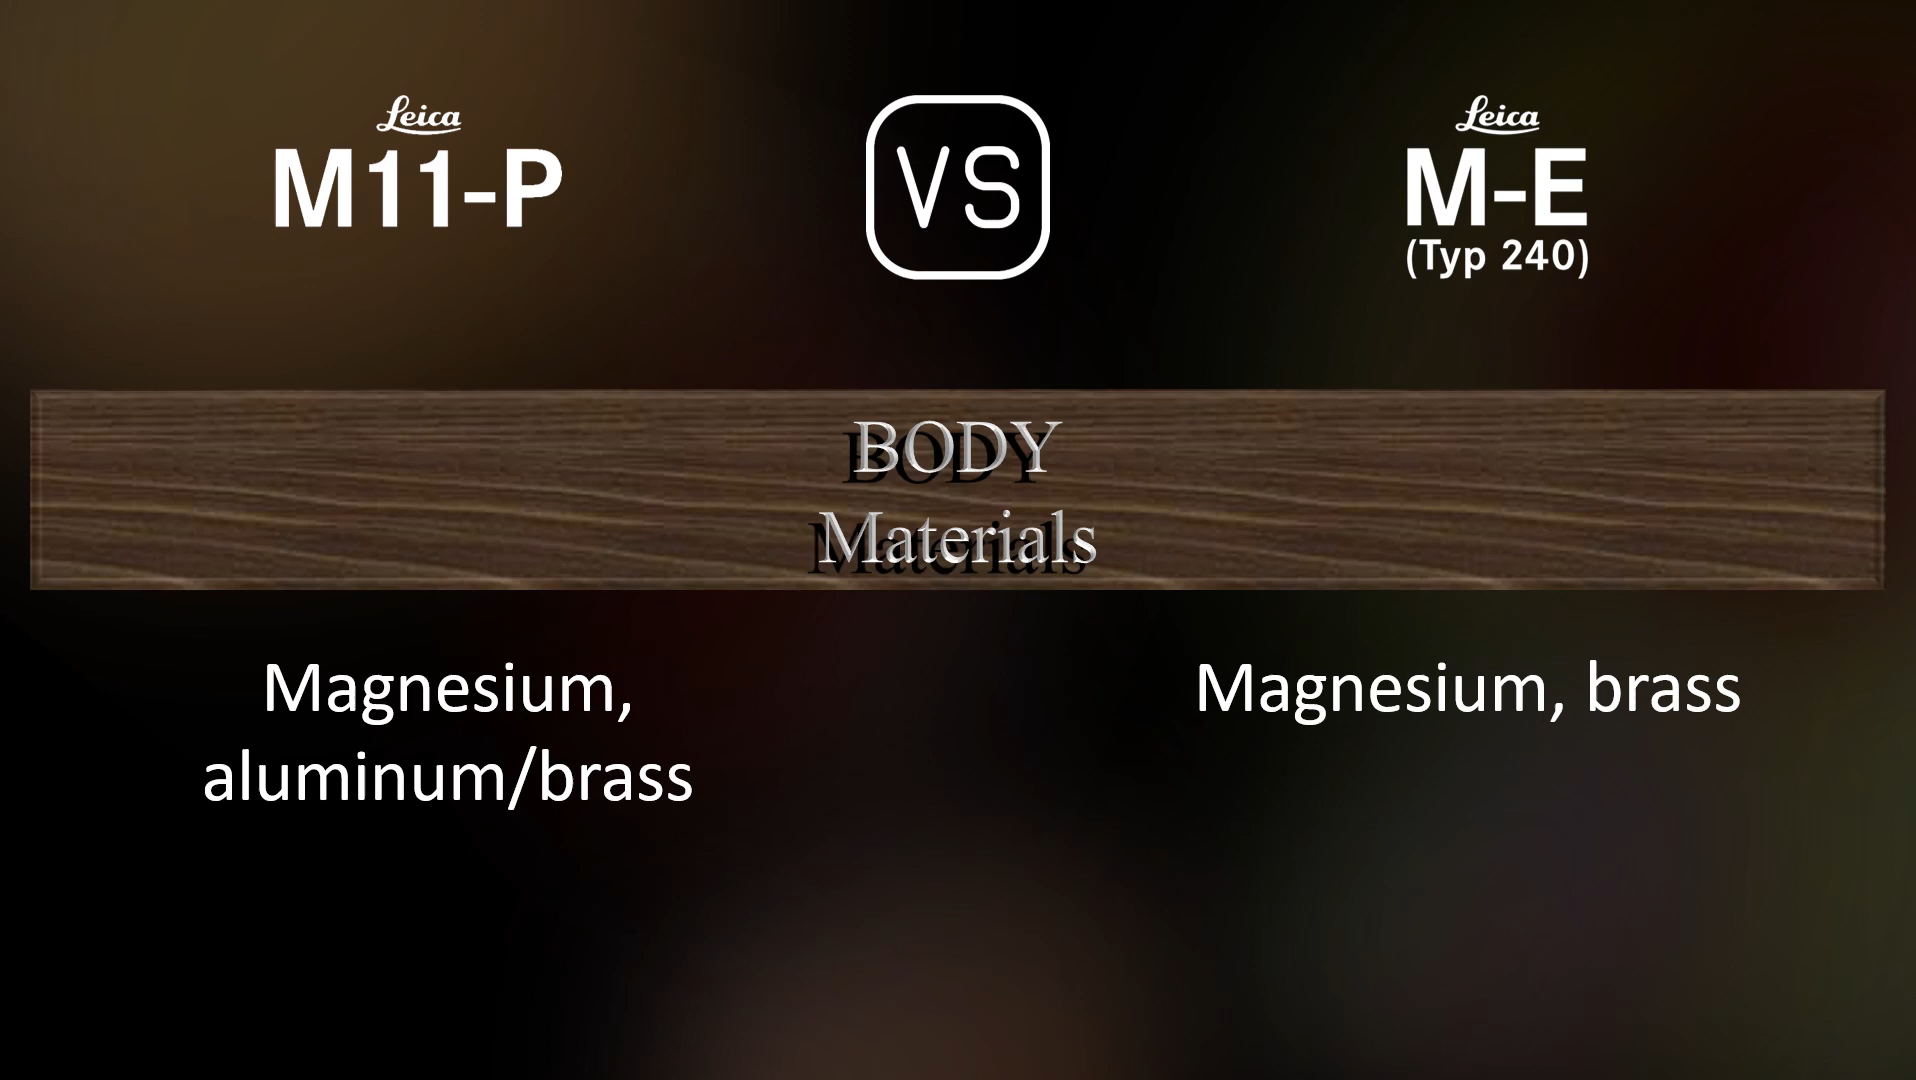 Leica
M11-P
VS
Leica
M-E
(Typ 240)
BODY
Materials
Magnesium,
aluminum/brass
Magnesium, brass